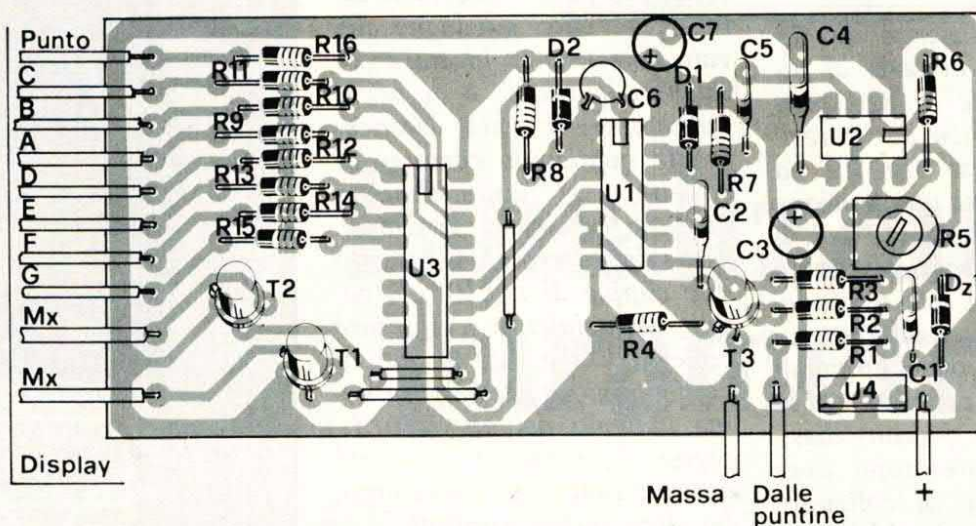 Punto
C
B
A
D
E
F
G
Mx
Mx
Display
R16
R11
R10
R9
R12
R13
R14
R15
T2
T1
U3
D2
R8
C6
C7
U1
D1
R7
C5
C4
C2
C3
U2
R6
R5
R4
T3
R3
R2
R1
U4
C1
Dz
+
+
Massa
Dalle
puntine
+